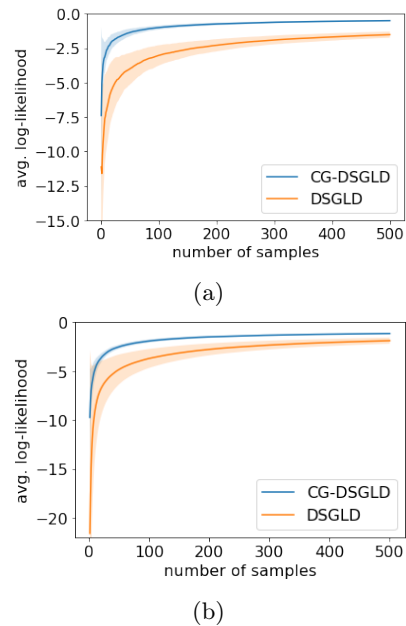 0.0
−2.5
−5.0
−7.5
−10.0
−12.5
−15.0
avg. log-likelihood
CG-DSGLD
DSGLD
0 100 200 300 400 500
number of samples
(a)
0
−5
−10
−15
−20
avg. log-likelihood
CG-DSGLD
DSGLD
0 100 200 300 400 500
number of samples
(b)